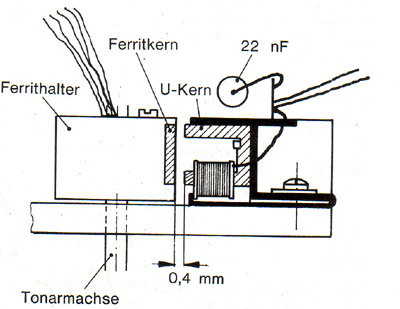 Ferritkern
22 nF
Ferrithalter
U-Kern
0,4 mm
Tonarmachse